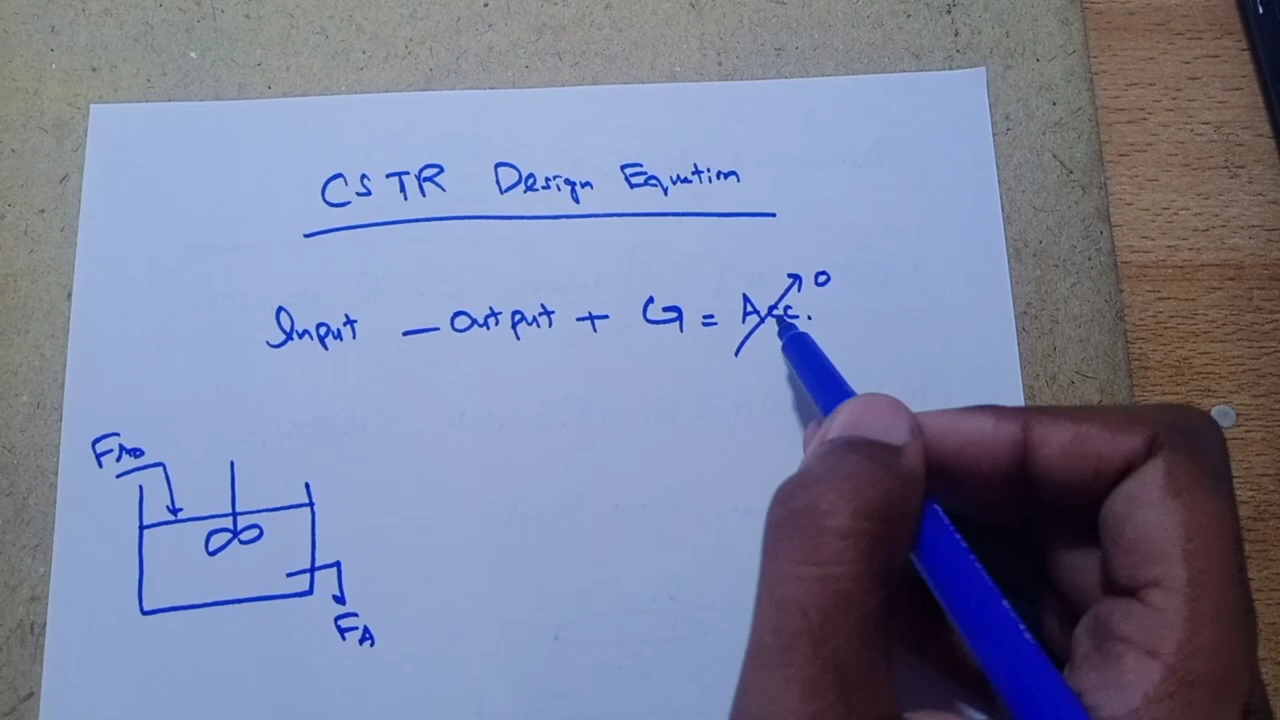 CSTR Design Equation
Input - Output + G = Acc. 0
FA0
FA